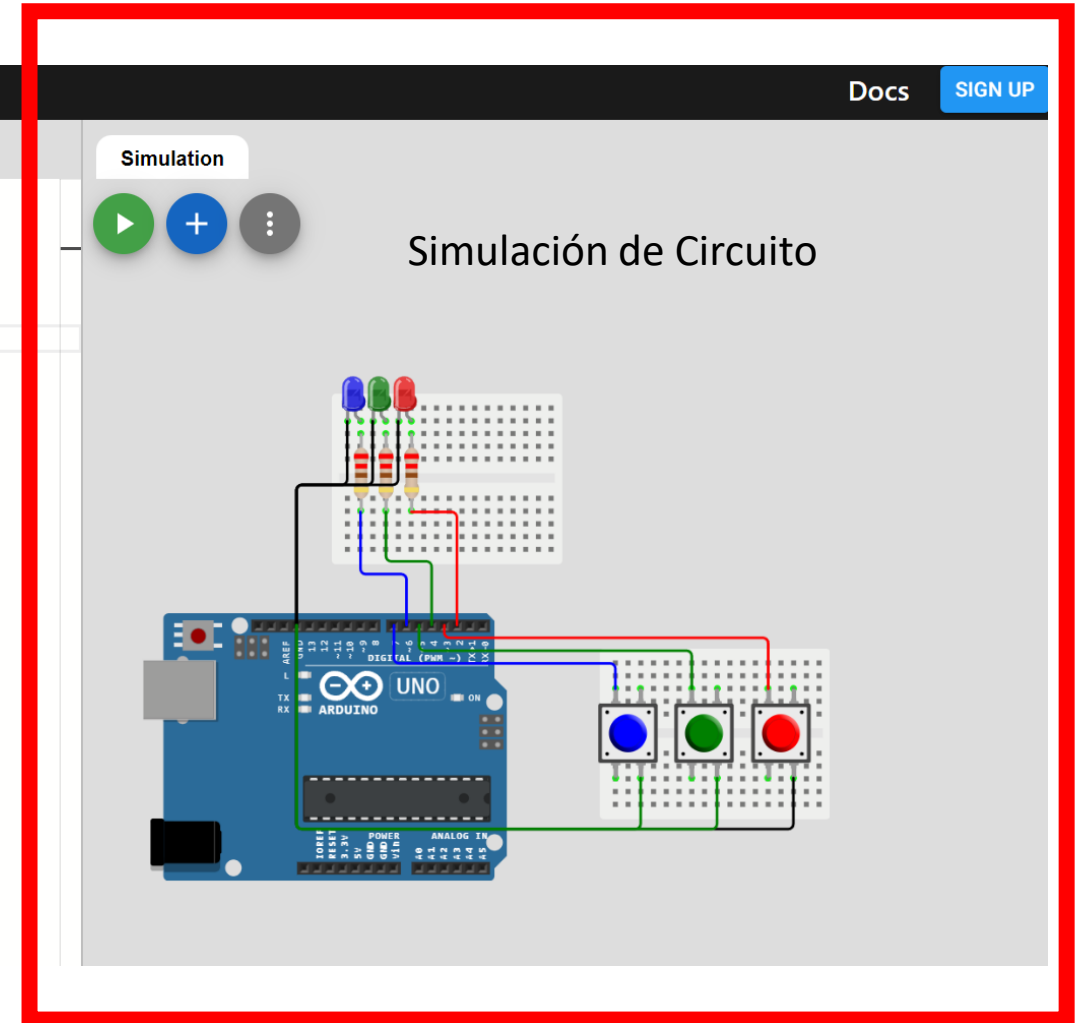 Docs
SIGN UP
Simulation
Simulación de Circuito
AREF
GND
13
12
~11
~10
~9
8
7
~6
5
4
~3
2
TX→1
RX←0
DIGITAL (PWM ~)
L
TX
RX
UNO
ON
ARDUINO
IOREF
RESET
3.3V
5V
GND
GND
Vin
POWER
ANALOG IN
A0
A1
A2
A3
A4
A5